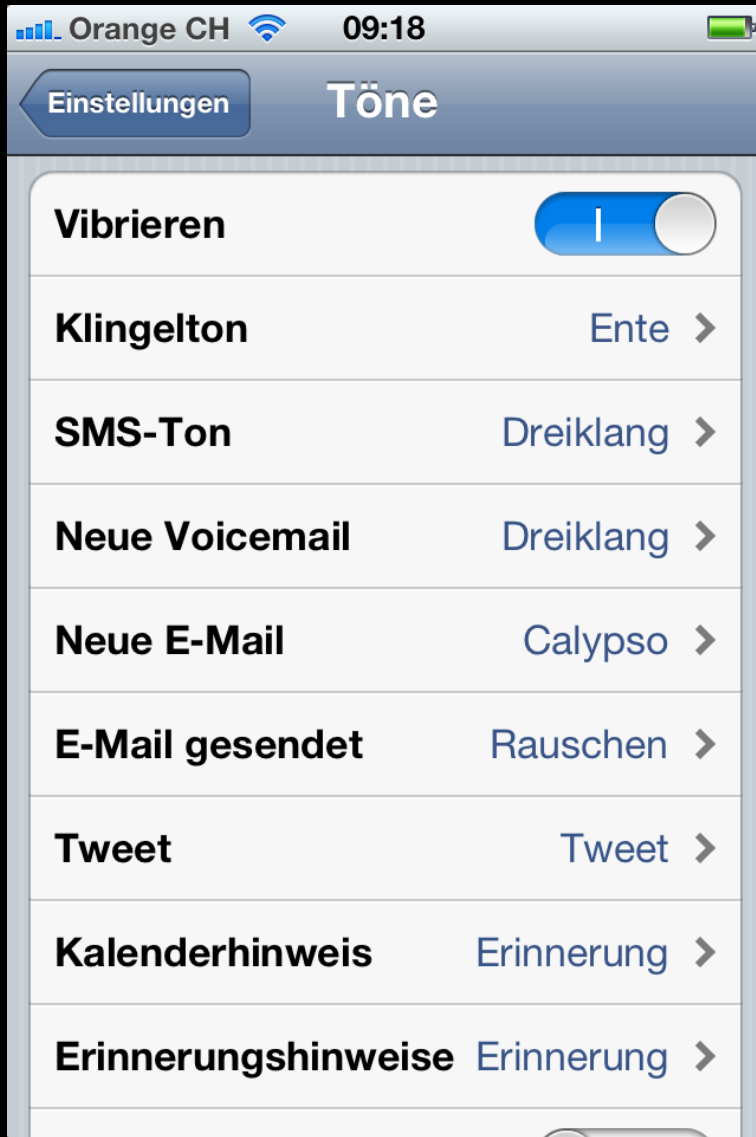 Orange CH 09:18
Einstellungen Töne
Vibrieren
Klingelton Ente
SMS-Ton Dreiklang
Neue Voicemail Dreiklang
Neue E-Mail Calypso
E-Mail gesendet Rauschen
Tweet Tweet
Kalenderhinweis Erinnerung
Erinnerungshinweise Erinnerung